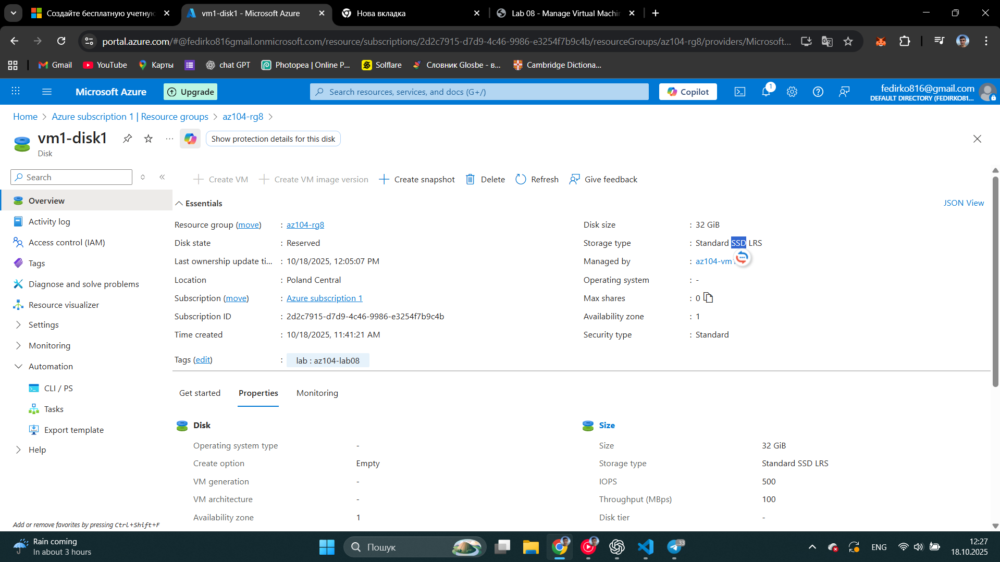 Создайте бесплатную учетную
vm1-disk1 - Microsoft Azure
Нова вкладка
Lab 08 - Manage Virtual Machin
portal.azure.com/#@fedirko816gmail.onmicrosoft.com/resource/subscriptions/2d2c7915-d7d9-4c46-9986-e3254f7b9c4b/resourceGroups/az104-rg8/providers/Microsoft...
Gmail
YouTube
Карты
chat GPT
Photopea | Online P...
Solflare
Словник Glosbe - в...
Cambridge Dictiona...
Microsoft Azure
Upgrade
Search resources, services, and docs (G+/)
Copilot
1
fedirko816@gmail.com
DEFAULT DIRECTORY (FEDIRKO81...
Home > Azure subscription 1 | Resource groups > az104-rg8 >
vm1-disk1
Show protection details for this disk
Disk
Search
Create VM
Create VM image version
Create snapshot
Delete
Refresh
Give feedback
Overview
Activity log
Access control (IAM)
Tags
Diagnose and solve problems
Resource visualizer
Settings
Monitoring
Automation
CLI / PS
Tasks
Export template
Help
Add or remove favorites by pressing Ctrl+Shift+F
Essentials
JSON View
Resource group (move) : az104-rg8
Disk state : Reserved
Last ownership update ti... : 10/18/2025, 12:05:07 PM
Location : Poland Central
Subscription (move) : Azure subscription 1
Subscription ID : 2d2c7915-d7d9-4c46-9986-e3254f7b9c4b
Time created : 10/18/2025, 11:41:21 AM
Tags (edit) : lab : az104-lab08
Disk size : 32 GiB
Storage type : Standard SSD LRS
Managed by : az104-vm1
Operating system : -
Max shares : 0
Availability zone : 1
Security type : Standard
Get started
Properties
Monitoring
Disk
Operating system type -
Create option Empty
VM generation -
VM architecture -
Availability zone 1
Size
Size 32 GiB
Storage type Standard SSD LRS
IOPS 500
Throughput (MBps) 100
Disk tier -
Rain coming
In about 3 hours
Пошук
33
ENG
12:27
18.10.2025